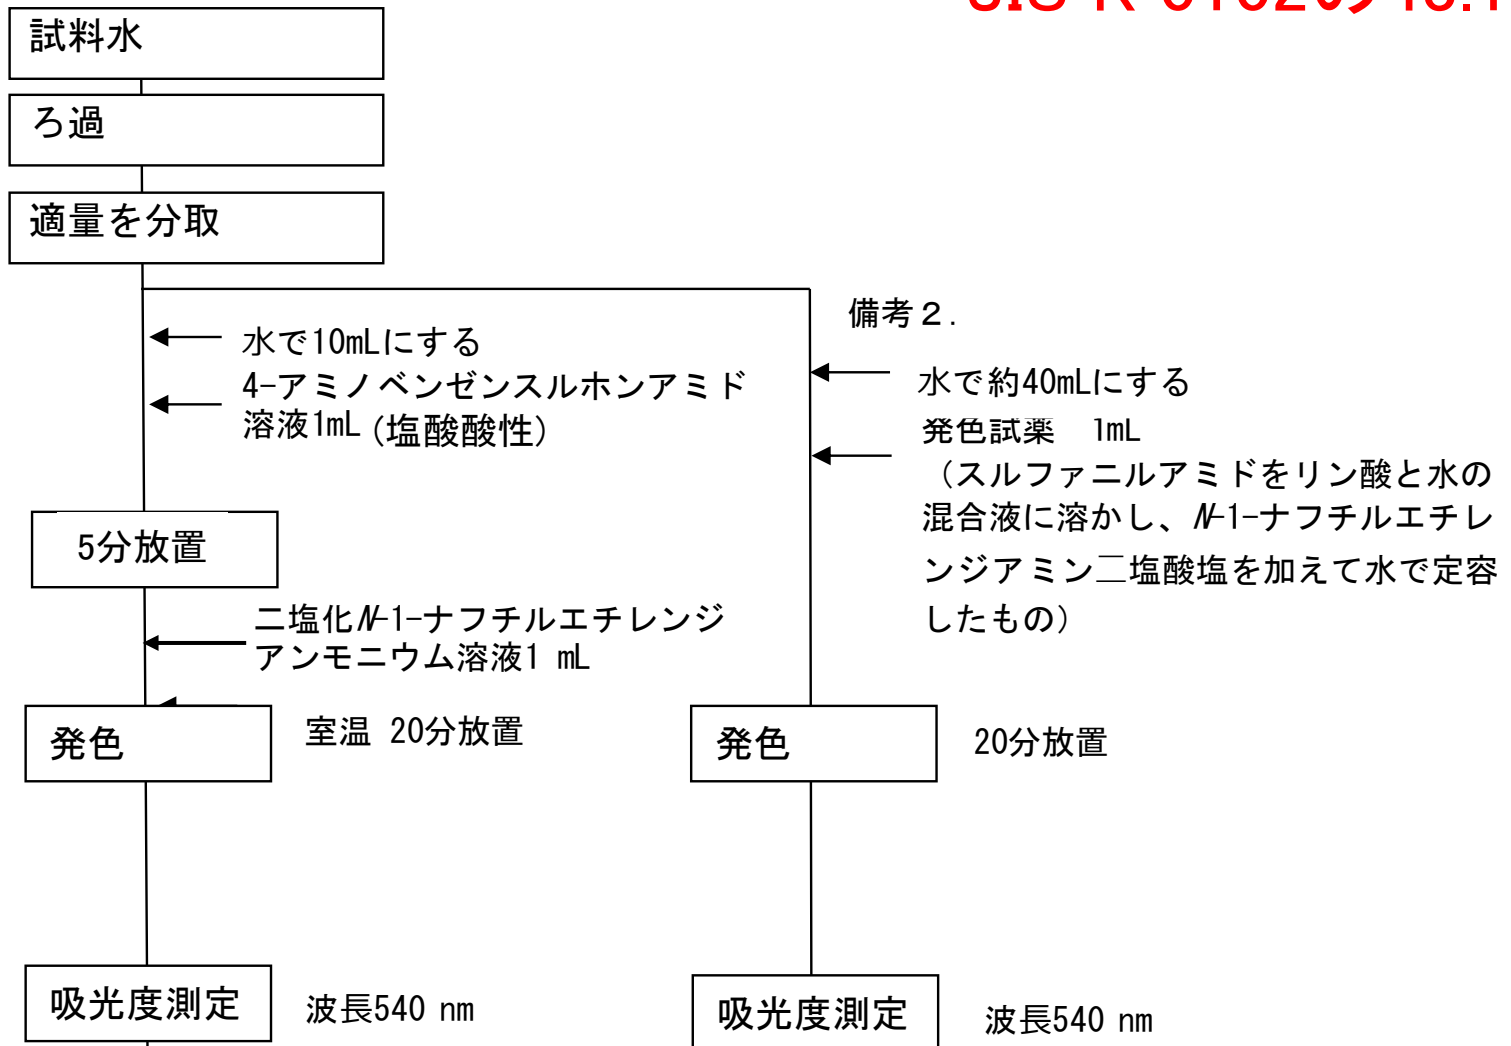 JIS K 0102の43.1
試料水
ろ過
適量を分取
水で10mLにする
4-アミノベンゼンスルホンアミド
溶液1mL (塩酸酸性)
5分放置
二塩化N-1-ナフチルエチレンジ
アンモニウム溶液1 mL
発色
室温 20分放置
吸光度測定
波長540 nm
備考２.
水で約40mLにする
発色試薬　1mL
（スルファニルアミドをリン酸と水の
混合液に溶かし、N-1-ナフチルエチレ
ンジアミン二塩酸塩を加えて水で定容
したもの）
発色
20分放置
吸光度測定
波長540 nm